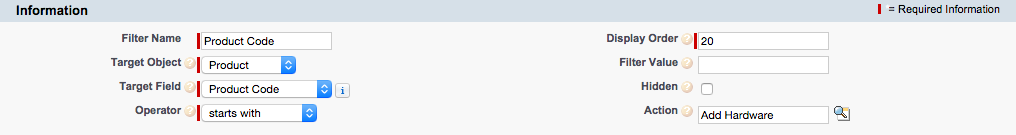 Information
= Required Information
Filter Name Product Code
Display Order ? 20
Target Object ? Product
Filter Value ?
Target Field ? Product Code i
Hidden ?
Operator ? starts with
Action ? Add Hardware